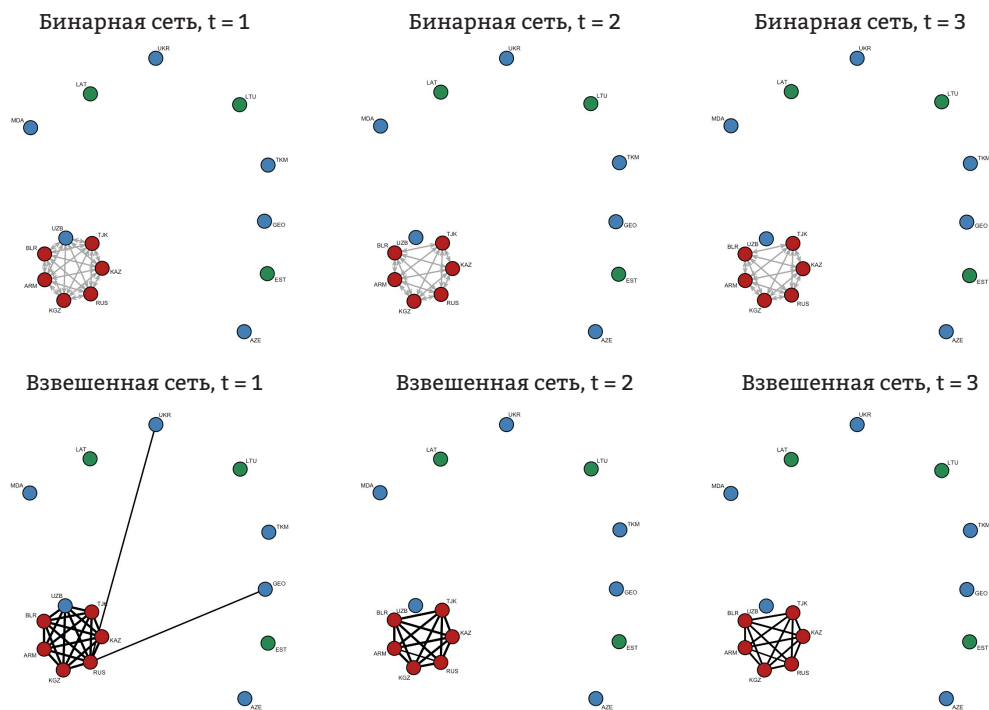 Бинарная сеть, t = 1
Бинарная сеть, t = 2
Бинарная сеть, t = 3
UKR
LAT
LTU
MDA
TKM
GEO
UZB
TJK
BLR
KAZ
EST
ARM
RUS
KGZ
AZE
UKR
LAT
LTU
MDA
TKM
GEO
TJK
UZB
BLR
KAZ
EST
ARM
RUS
KGZ
AZE
UKR
LAT
LTU
MDA
TKM
GEO
TJK
UZB
BLR
KAZ
EST
ARM
RUS
KGZ
AZE
Взвешенная сеть, t = 1
Взвешенная сеть, t = 2
Взвешенная сеть, t = 3
UKR
LAT
LTU
MDA
TKM
GEO
UZB
TJK
BLR
KAZ
EST
ARM
RUS
KGZ
AZE
UKR
LAT
LTU
MDA
TKM
GEO
TJK
UZB
BLR
KAZ
EST
ARM
RUS
KGZ
AZE
UKR
LAT
LTU
MDA
TKM
GEO
TJK
UZB
BLR
KAZ
EST
ARM
RUS
KGZ
AZE